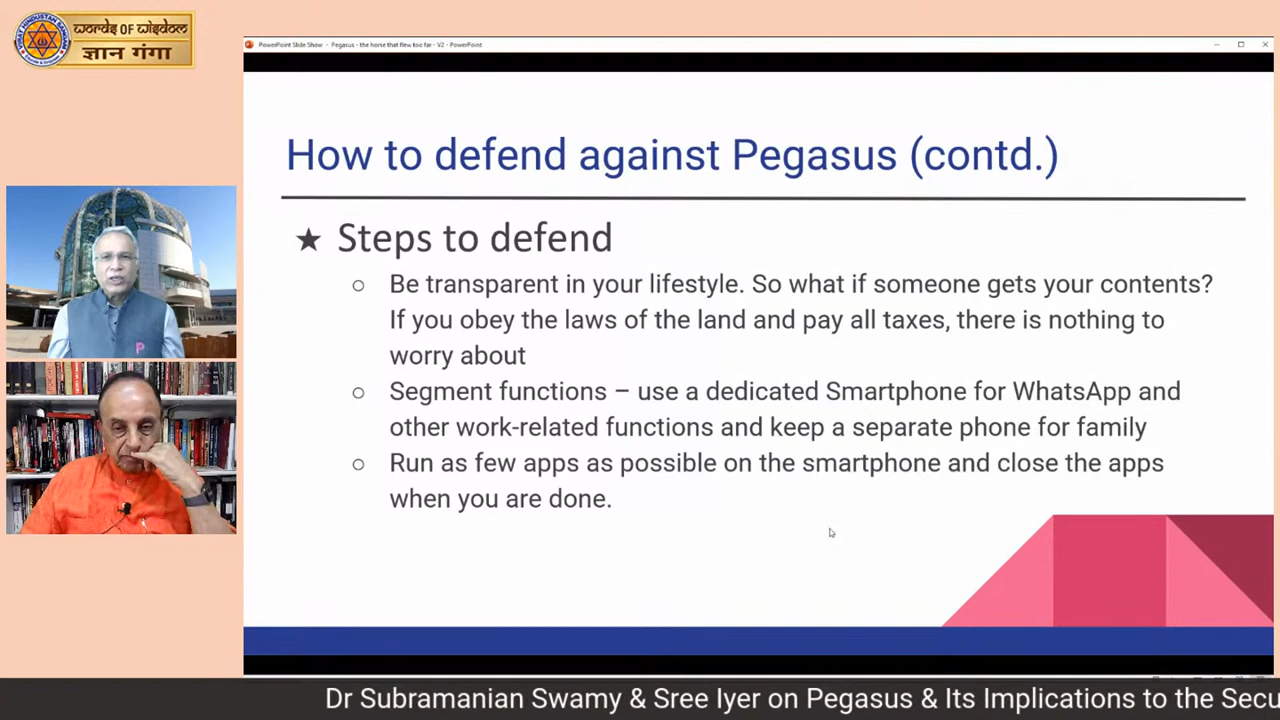 WORDS OF WISDOM
ज्ञान गंगा
PowerPoint Slide Show - Pegasus - the horse that flew too far - V2 - PowerPoint
How to defend against Pegasus (contd.)
★ Steps to defend
○ Be transparent in your lifestyle. So what if someone gets your contents?
If you obey the laws of the land and pay all taxes, there is nothing to
worry about
○ Segment functions – use a dedicated Smartphone for WhatsApp and
other work-related functions and keep a separate phone for family
○ Run as few apps as possible on the smartphone and close the apps
when you are done.
Dr Subramanian Swamy & Sree Iyer on Pegasus & Its Implications to the Secu